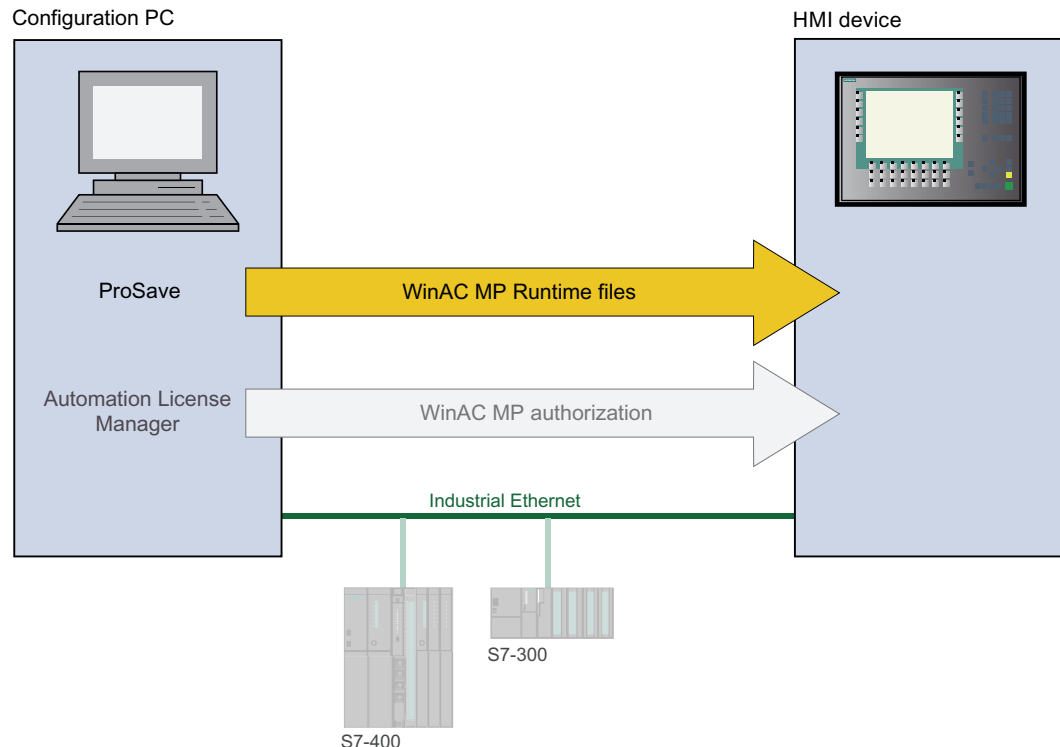 Configuration PC
HMI device
ProSave
WinAC MP Runtime files
Automation License
Manager
WinAC MP authorization
Industrial Ethernet
S7-300
S7-400